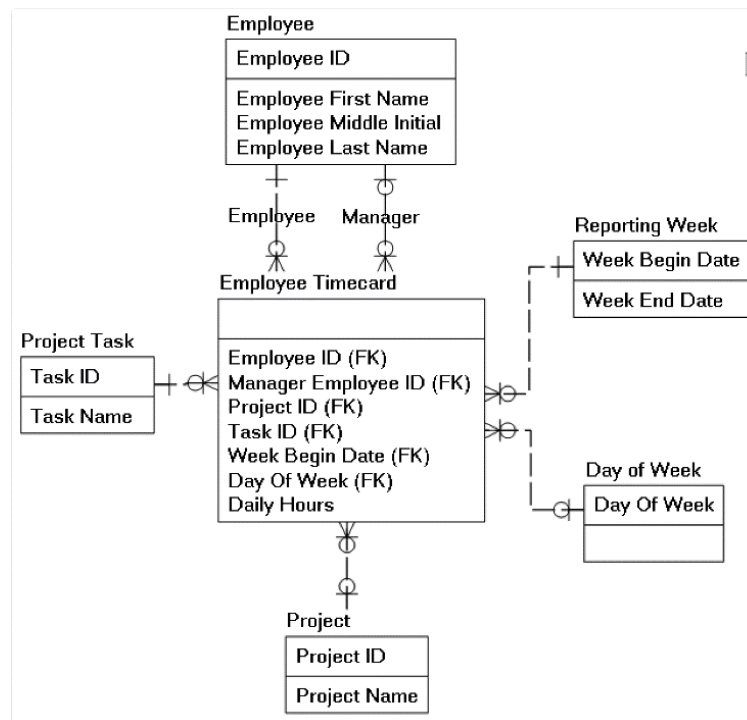 Employee
Employee ID
Employee First Name
Employee Middle Initial
Employee Last Name
Employee
Manager
Reporting Week
Week Begin Date
Week End Date
Employee Timecard
Employee ID (FK)
Manager Employee ID (FK)
Project ID (FK)
Task ID (FK)
Week Begin Date (FK)
Day Of Week (FK)
Daily Hours
Project Task
Task ID
Task Name
Day of Week
Day Of Week
Project
Project ID
Project Name